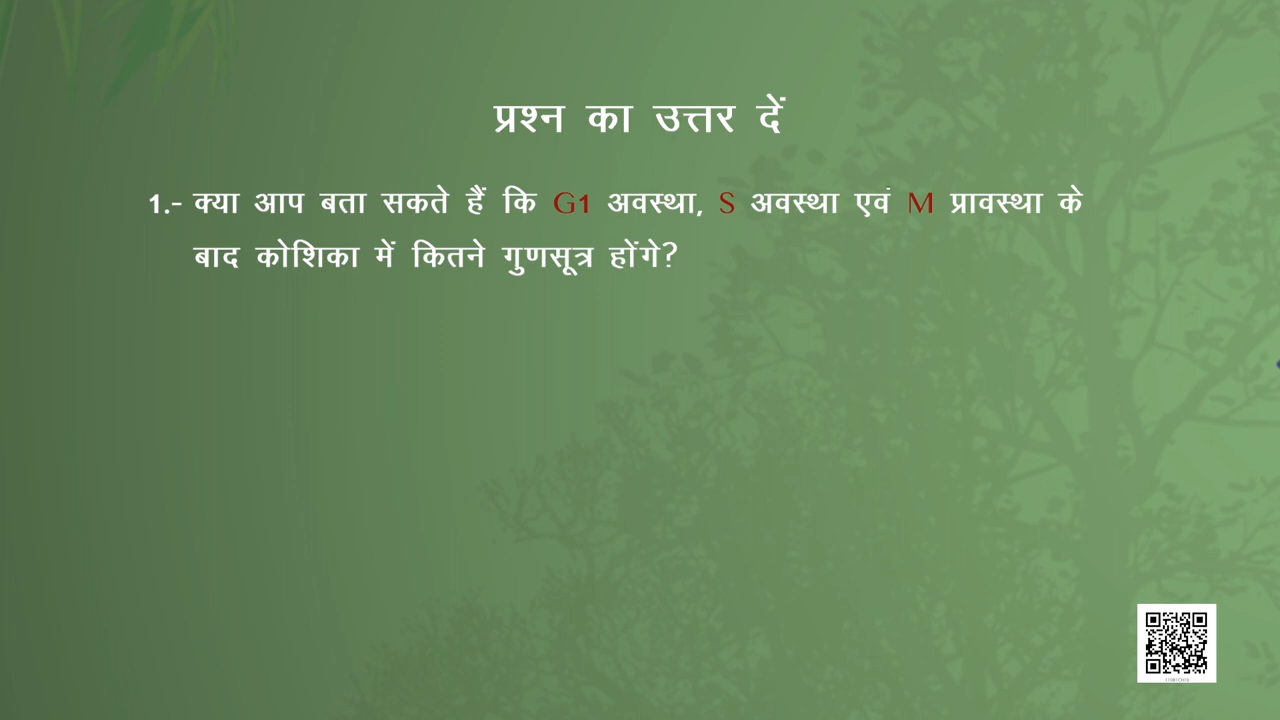 प्रश्न का उत्तर दें
1.- क्या आप बता सकते हैं कि G1 अवस्था, S अवस्था एवं M प्रावस्था के
बाद कोशिका में कितने गुणसूत्र होंगे?